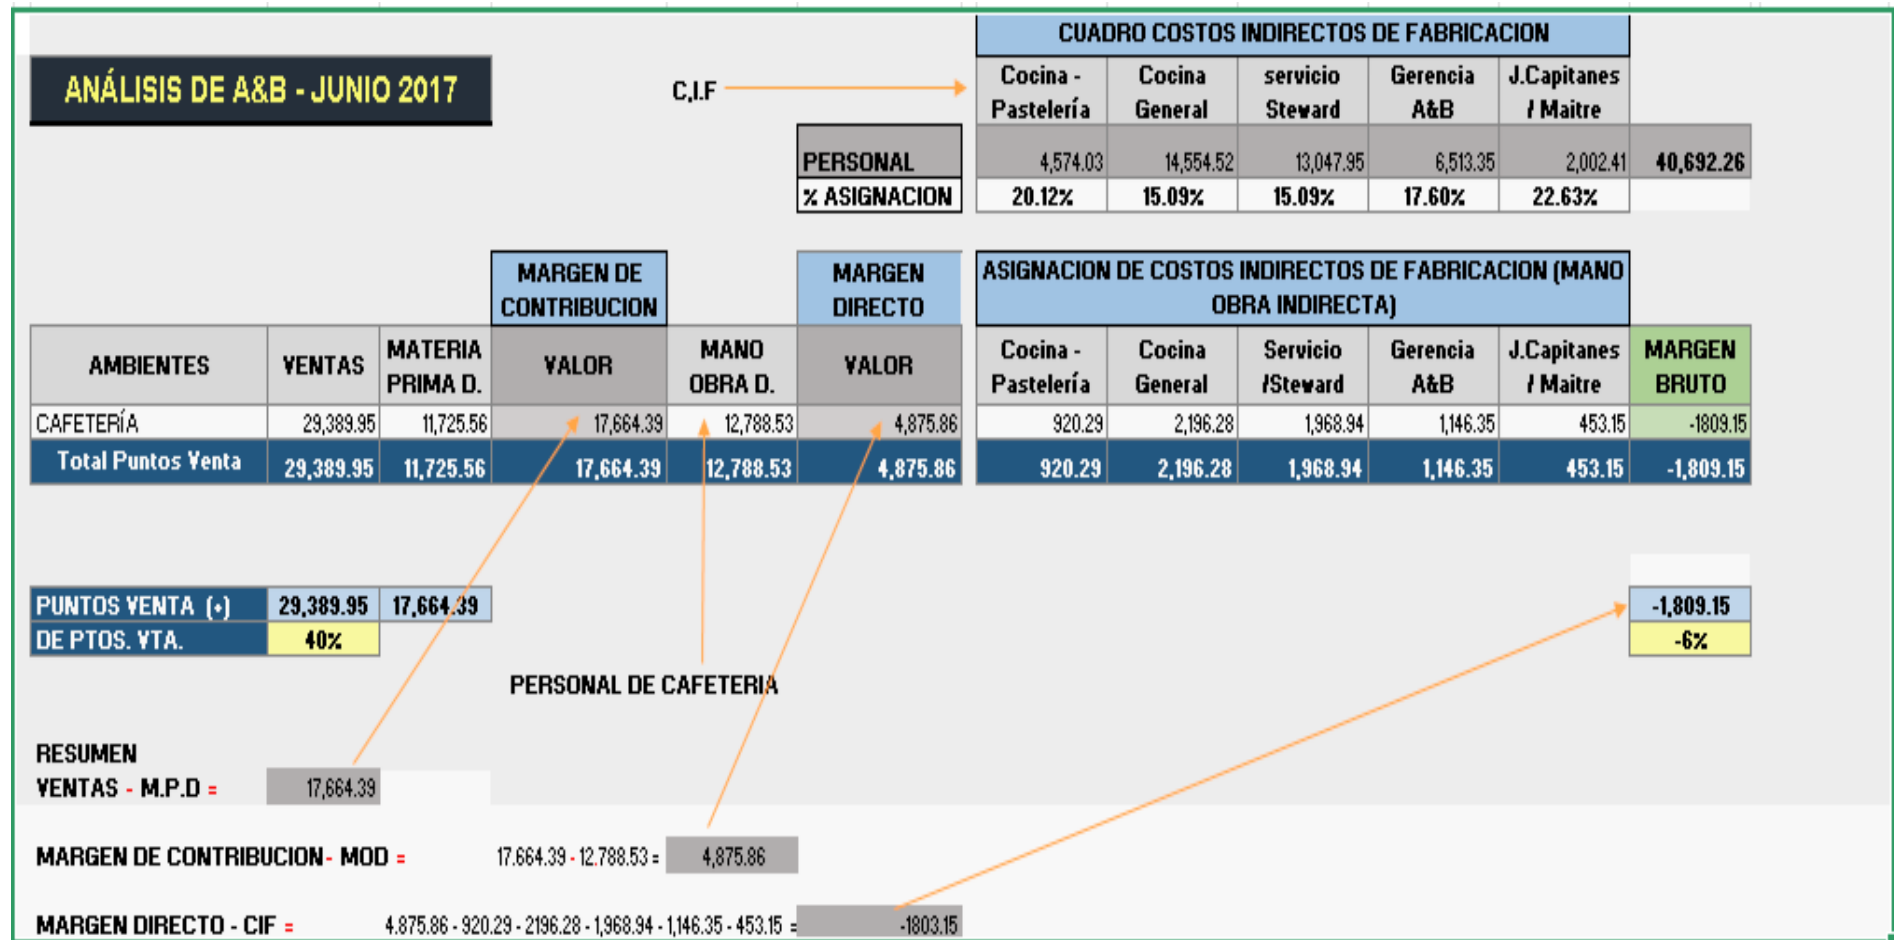 CUADRO COSTOS INDIRECTOS DE FABRICACION
ANÁLISIS DE A&B - JUNIO 2017
C,I.F
Cocina - Pastelería
Cocina General
servicio Steward
Gerencia A&B
J.Capitanes / Maitre
PERSONAL 4,574.03 14,554.52 13,047.95 6,513.35 2,002.41 40,692.26
% ASIGNACION 20.12% 15.09% 15.09% 17.60% 22.63%
MARGEN DE CONTRIBUCION
MARGEN DIRECTO
ASIGNACION DE COSTOS INDIRECTOS DE FABRICACION (MANO
OBRA INDIRECTA)
AMBIENTES
VENTAS
MATERIA PRIMA D.
VALOR
MANO OBRA D.
VALOR
Cocina - Pastelería
Cocina General
Servicio /Steward
Gerencia A&B
J.Capitanes / Maitre
MARGEN BRUTO
CAFETERÍA 29,389.95 11,725.56 17,664.39 12,788.53 4,875.86 920.29 2,196.28 1,968.94 1,146.35 453.15 -1809.15
Total Puntos Venta 29,389.95 11,725.56 17,664.39 12,788.53 4,875.86 920.29 2,196.28 1,968.94 1,146.35 453.15 -1,809.15
PUNTOS VENTA (+) 29,389.95 17,664.39 -1,809.15
DE PTOS. VTA. 40% -6%
PERSONAL DE CAFETERIA
RESUMEN
VENTAS - M.P.D = 17,664.39
MARGEN DE CONTRIBUCION- MOD = 17.664.39 - 12.788.53 = 4,875.86
MARGEN DIRECTO - CIF = 4.875.86 - 920.29 - 2196.28 - 1,968.94 - 1,146.35 - 453.15 = -1803.15